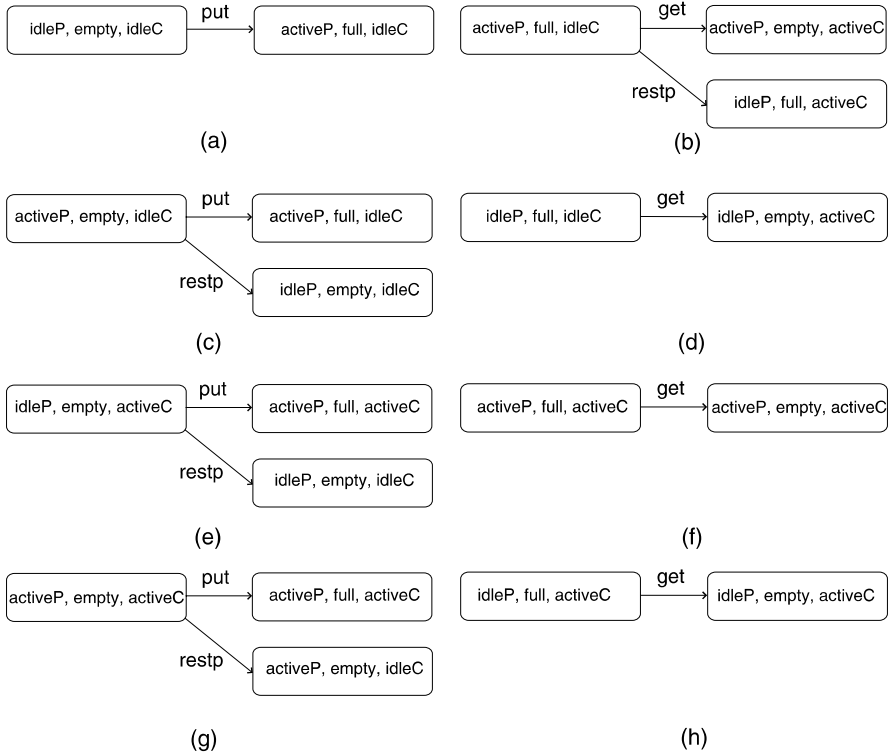 idleP, empty, idleC put activeP, full, idleC
(a)
activeP, full, idleC get activeP, empty, activeC
restp idleP, full, activeC
(b)
activeP, empty, idleC put activeP, full, idleC
restp idleP, empty, idleC
(c)
idleP, full, idleC get idleP, empty, activeC
(d)
idleP, empty, activeC put activeP, full, activeC
restp idleP, empty, idleC
(e)
activeP, full, activeC get activeP, empty, activeC
(f)
activeP, empty, activeC put activeP, full, activeC
restp activeP, empty, idleC
(g)
idleP, full, activeC get idleP, empty, activeC
(h)